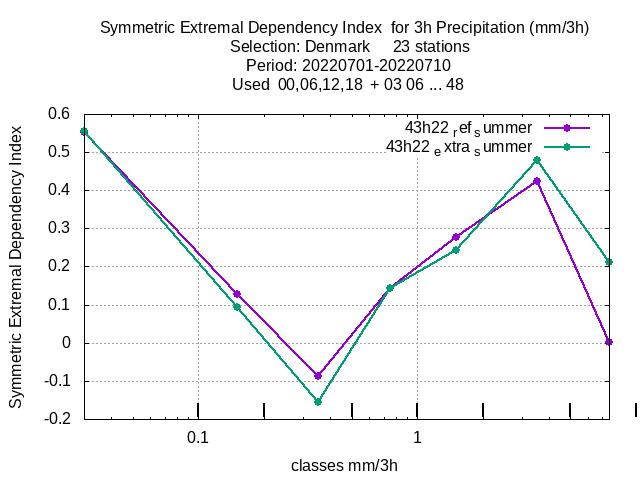 Symmetric Extremal Dependency Index  for 3h Precipitation (mm/3h)
Selection: Denmark     23 stations
Period: 20220701-20220710
Used  00,06,12,18  + 03 06 ... 48
43h22 ref summer
43h22 extra summer
0.6
0.5
0.4
0.3
0.2
0.1
0
-0.1
-0.2
Symmetric Extremal Dependency Index
0.1
1
classes mm/3h